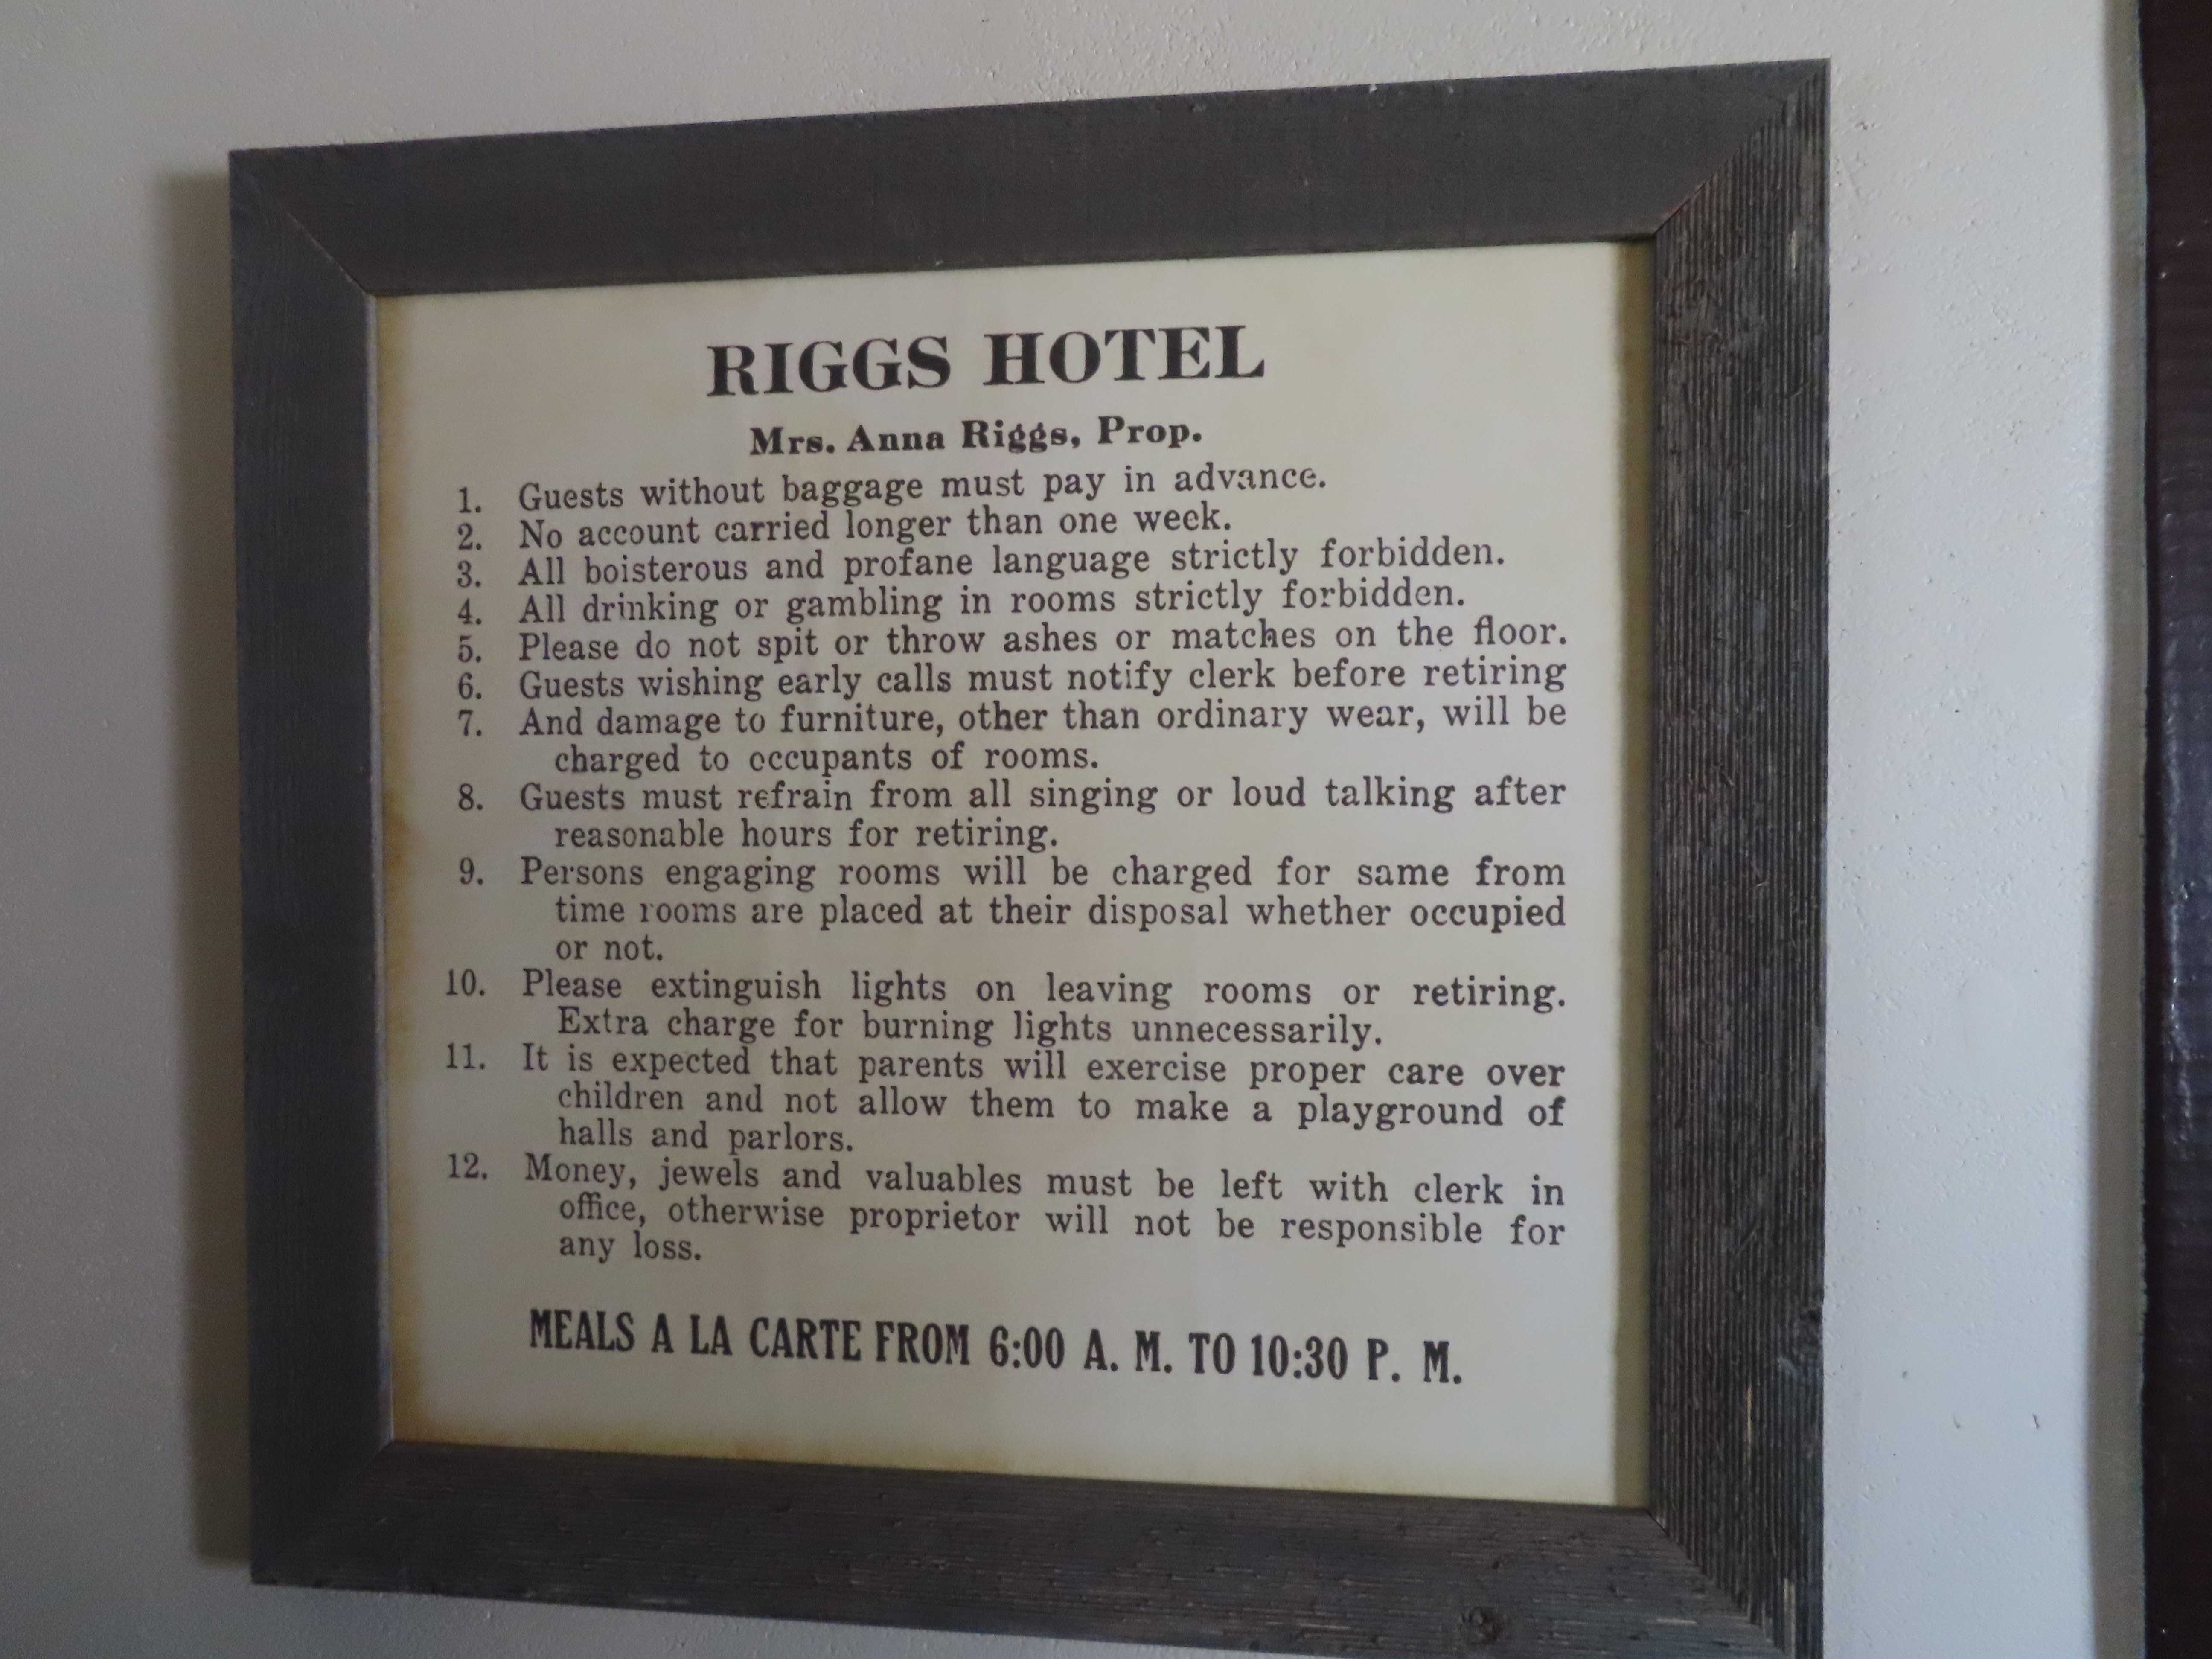 RIGGS HOTEL
Mrs. Anna Riggs, Prop.
1. Guests without baggage must pay in advance.
2. No account carried longer than one week.
3. All boisterous and profane language strictly forbidden.
4. All drinking or gambling in rooms strictly forbidden.
5. Please do not spit or throw ashes or matches on the floor.
6. Guests wishing early calls must notify clerk before retiring
7. And damage to furniture, other than ordinary wear, will be
charged to occupants of rooms.
8. Guests must refrain from all singing or loud talking after
reasonable hours for retiring.
9. Persons engaging rooms will be charged for same from
time rooms are placed at their disposal whether occupied
or not.
10. Please extinguish lights on leaving rooms or retiring.
Extra charge for burning lights unnecessarily.
11. It is expected that parents will exercise proper care over
children and not allow them to make a playground of
halls and parlors.
12. Money, jewels and valuables must be left with clerk in
office, otherwise proprietor will not be responsible for
any loss.
MEALS A LA CARTE FROM 6:00 A. M. TO 10:30 P. M.